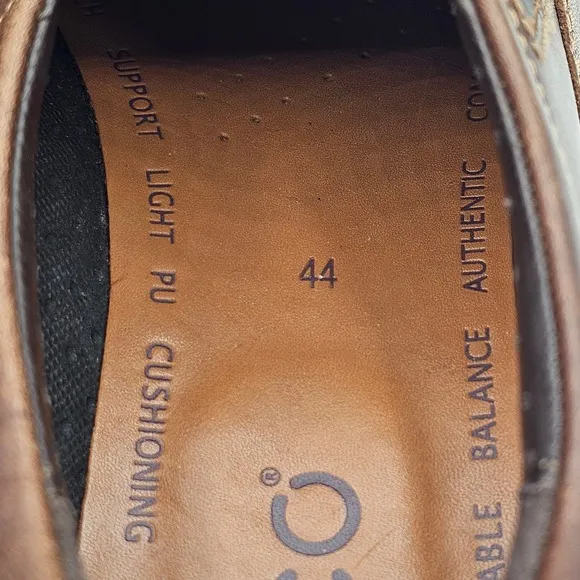 SUPPORT LIGHT PU CUSHIONING
44
BALANCE AUTHENTIC
®